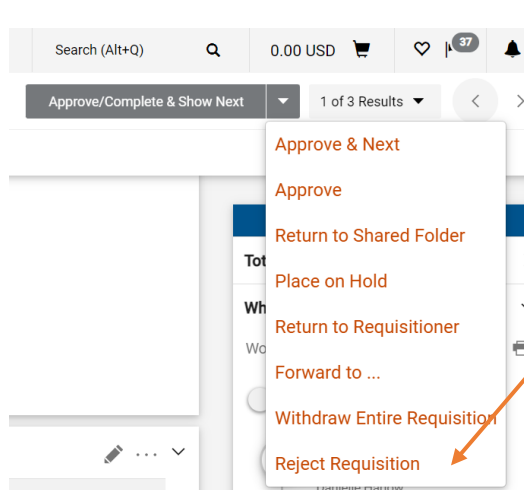 Search (Alt+Q) 0.00 USD 37
Approve/Complete & Show Next 1 of 3 Results
Approve & Next
Approve
Return to Shared Folder
Tot
Place on Hold
Wh
Return to Requisitioner
Wo
Forward to ...
Withdraw Entire Requisition
Reject Requisition